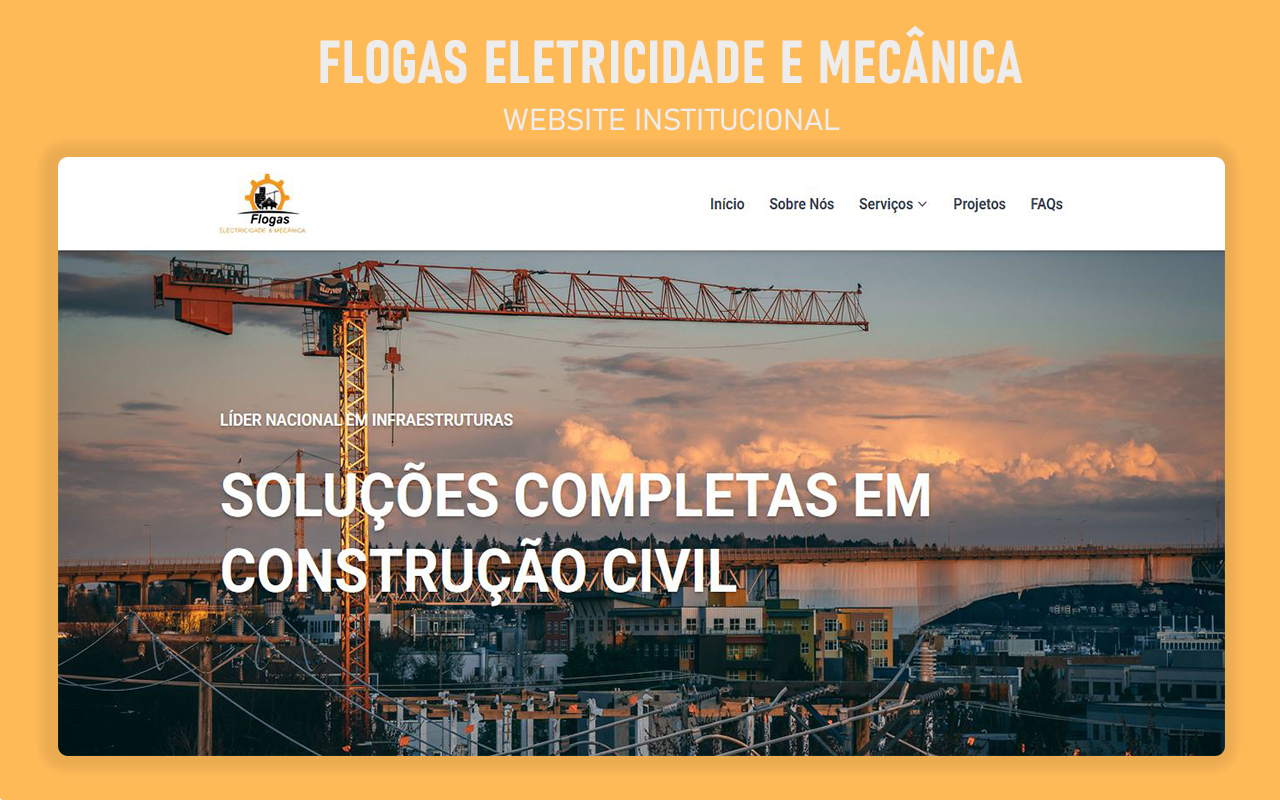 FLOGAS ELETRICIDADE E MECÂNICA
WEBSITE INSTITUCIONAL
Flogas
ELECTRICIDADE & MECÂNICA
Início Sobre Nós Serviços Projetos FAQs
LÍDER NACIONAL EM INFRAESTRUTURAS
SOLUÇÕES COMPLETAS EM
CONSTRUÇÃO CIVIL